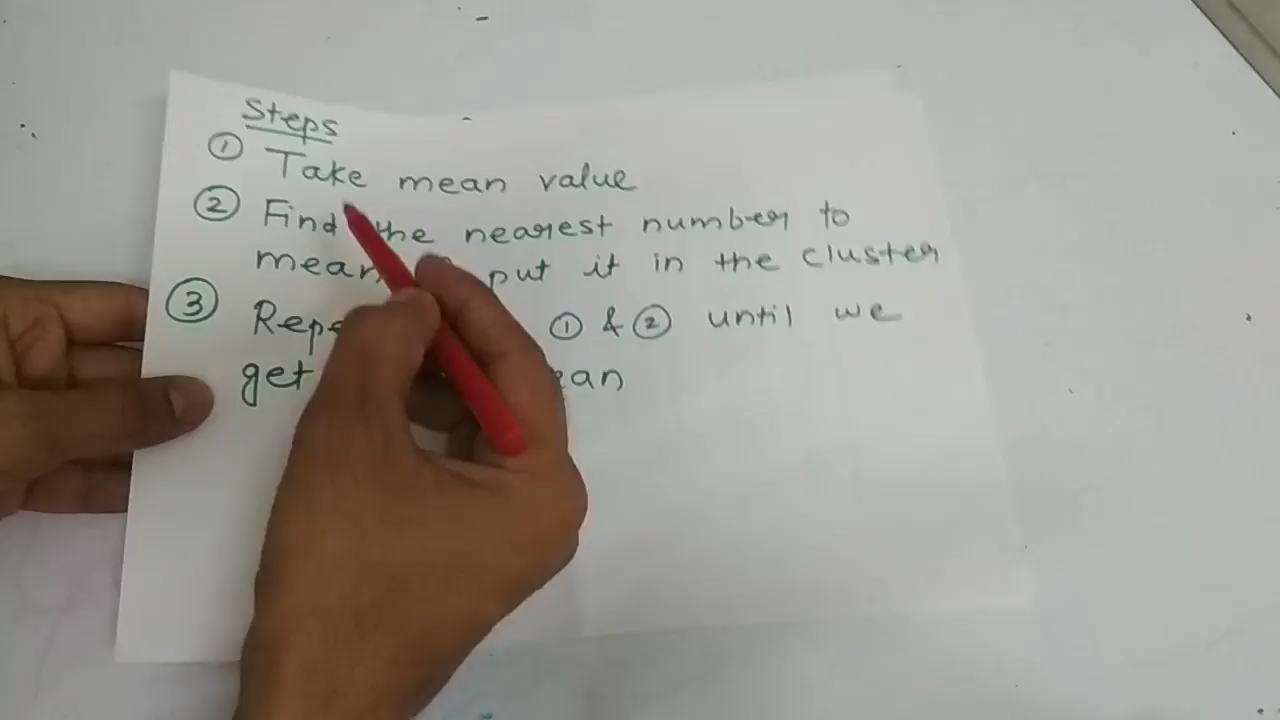 Steps
① Take mean value
② Find the nearest number to
mean put it in the cluster
③ ① & ② until we
get